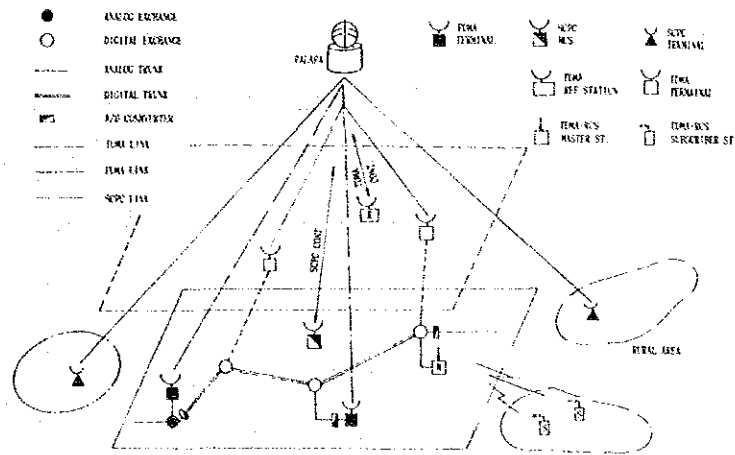 ANALOG EXCHANGE
DIGITAL EXCHANGE
ANALOG TRUNK
DIGITAL TRUNK
A/D CONVERTER
TDMA LINK
SCPC LINK
PALAPA
TERMINAL
SCPC
SCPC
TERMINAL
TDMA
REF STATION
TDMA
TERMINAL
TDMA-RCS
MASTER ST.
TDMA-RCS
SUBSCRIBER ST
TDMA
CONT.
SCPC CONT
RURAL AREA